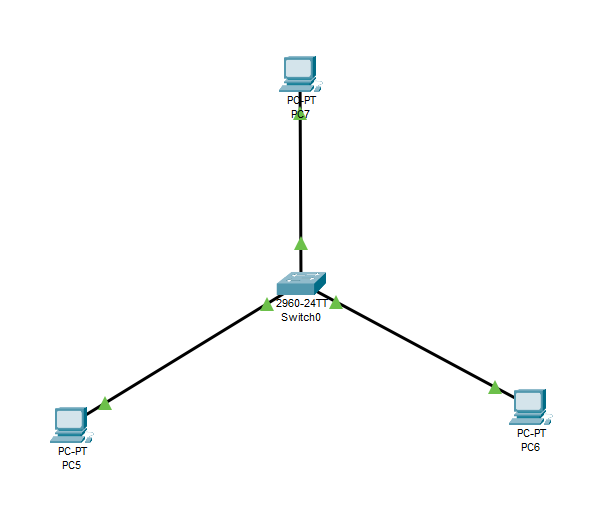 PC-PT
PC7
2960-24TT
Switch0
PC-PT
PC6
PC-PT
PC5